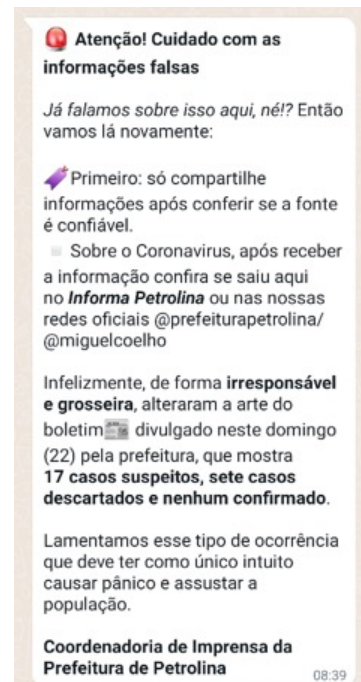 🚨 Atenção! Cuidado com as
informações falsas
Já falamos sobre isso aqui, né!? Então
vamos lá novamente:
Primeiro: só compartilhe
informações após conferir se a fonte
é confiável.
Sobre o Coronavirus, após receber
a informação confira se saiu aqui
no Informa Petrolina ou nas nossas
redes oficiais @prefeiturapetrolina/
@miguelcoelho
Infelizmente, de forma irresponsável
e grosseira, alteraram a arte do
boletim📰 divulgado neste domingo
(22) pela prefeitura, que mostra
17 casos suspeitos, sete casos
descartados e nenhum confirmado.
Lamentamos esse tipo de ocorrência
que deve ter como único intuito
causar pânico e assustar a
população.
Coordenadoria de Imprensa da
Prefeitura de Petrolina
08:39